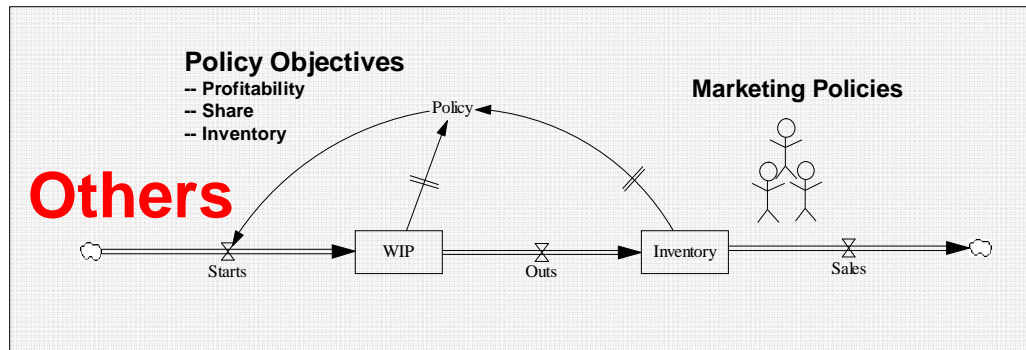 Policy Objectives
-- Profitability
-- Share
-- Inventory
Marketing Policies
Policy
Others
WIP
Inventory
Starts
Outs
Sales